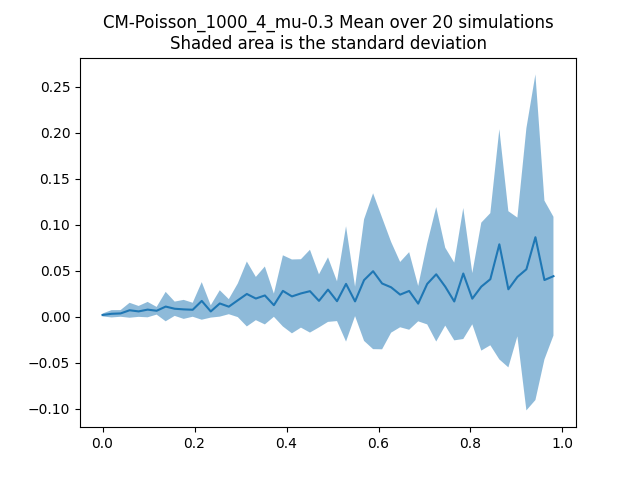 CM-Poisson_1000_4_mu-0.3 Mean over 20 simulations
Shaded area is the standard deviation
0.25
0.20
0.15
0.10
0.05
0.00
−0.05
−0.10
0.0 0.2 0.4 0.6 0.8 1.0